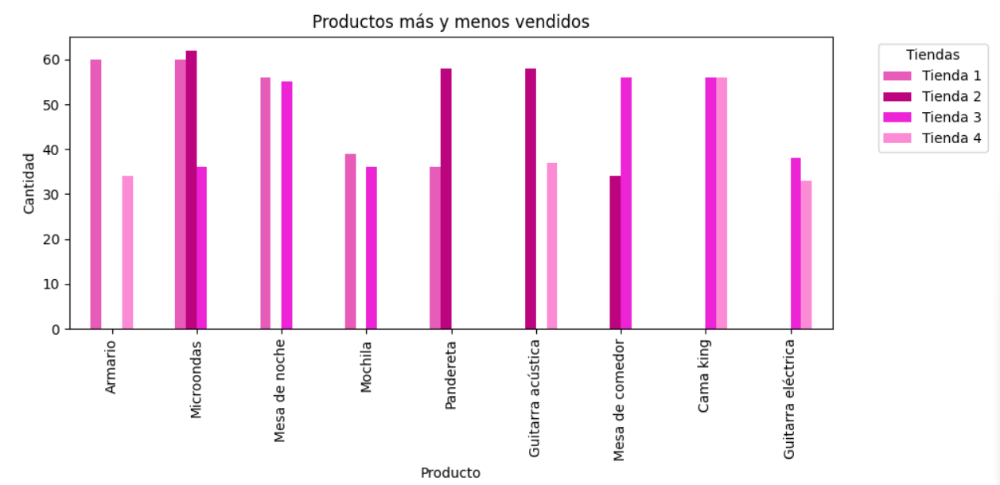 Productos más y menos vendidos
Tiendas
Tienda 1
Tienda 2
Tienda 3
Tienda 4
Cantidad
60
50
40
30
20
10
0
Armario
Microondas
Mesa de noche
Mochila
Pandereta
Guitarra acústica
Mesa de comedor
Cama king
Guitarra eléctrica
Producto